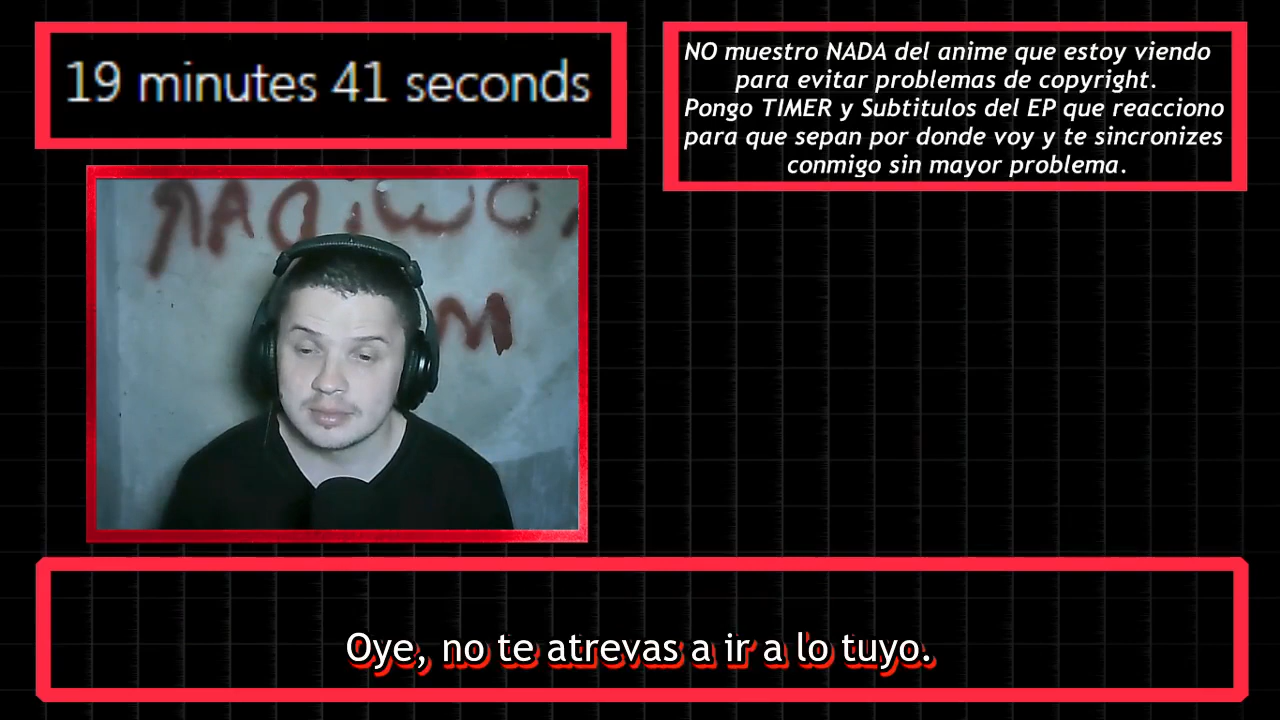 19 minutes 41 seconds
NO muestro NADA del anime que estoy viendo
para evitar problemas de copyright.
Pongo TIMER y Subtitulos del EP que reacciono
para que sepan por donde voy y te sincronizes
conmigo sin mayor problema.
Oye, no te atrevas a ir a lo tuyo.